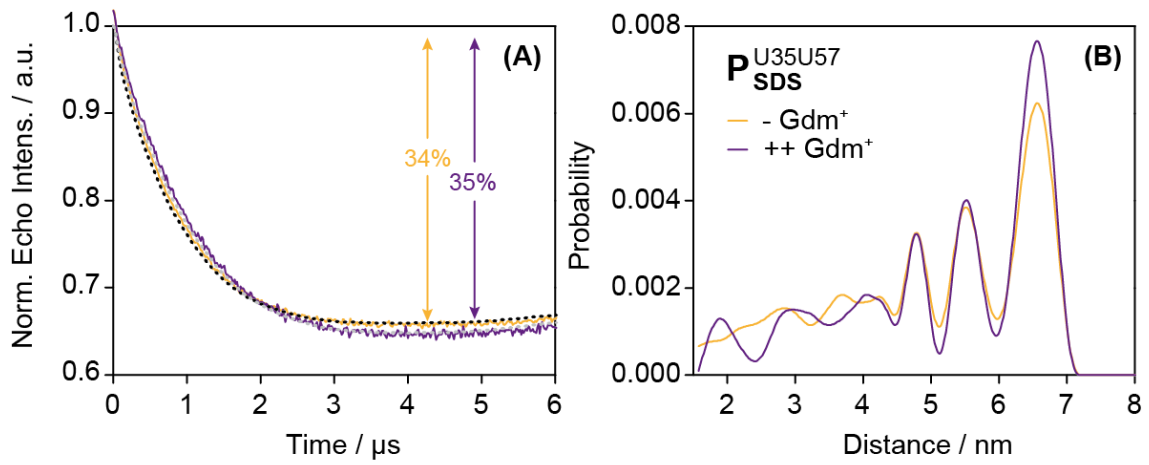 (A)
1.0
0.9
0.8
0.7
0.6
34%
35%
0 1 2 3 4 5 6
Time / µs
Norm. Echo Intens. / a.u.
(B)
P U35U57
SDS
- Gdm⁺
++ Gdm⁺
0.008
0.006
0.004
0.002
0.000
2 3 4 5 6 7 8
Distance / nm
Probability